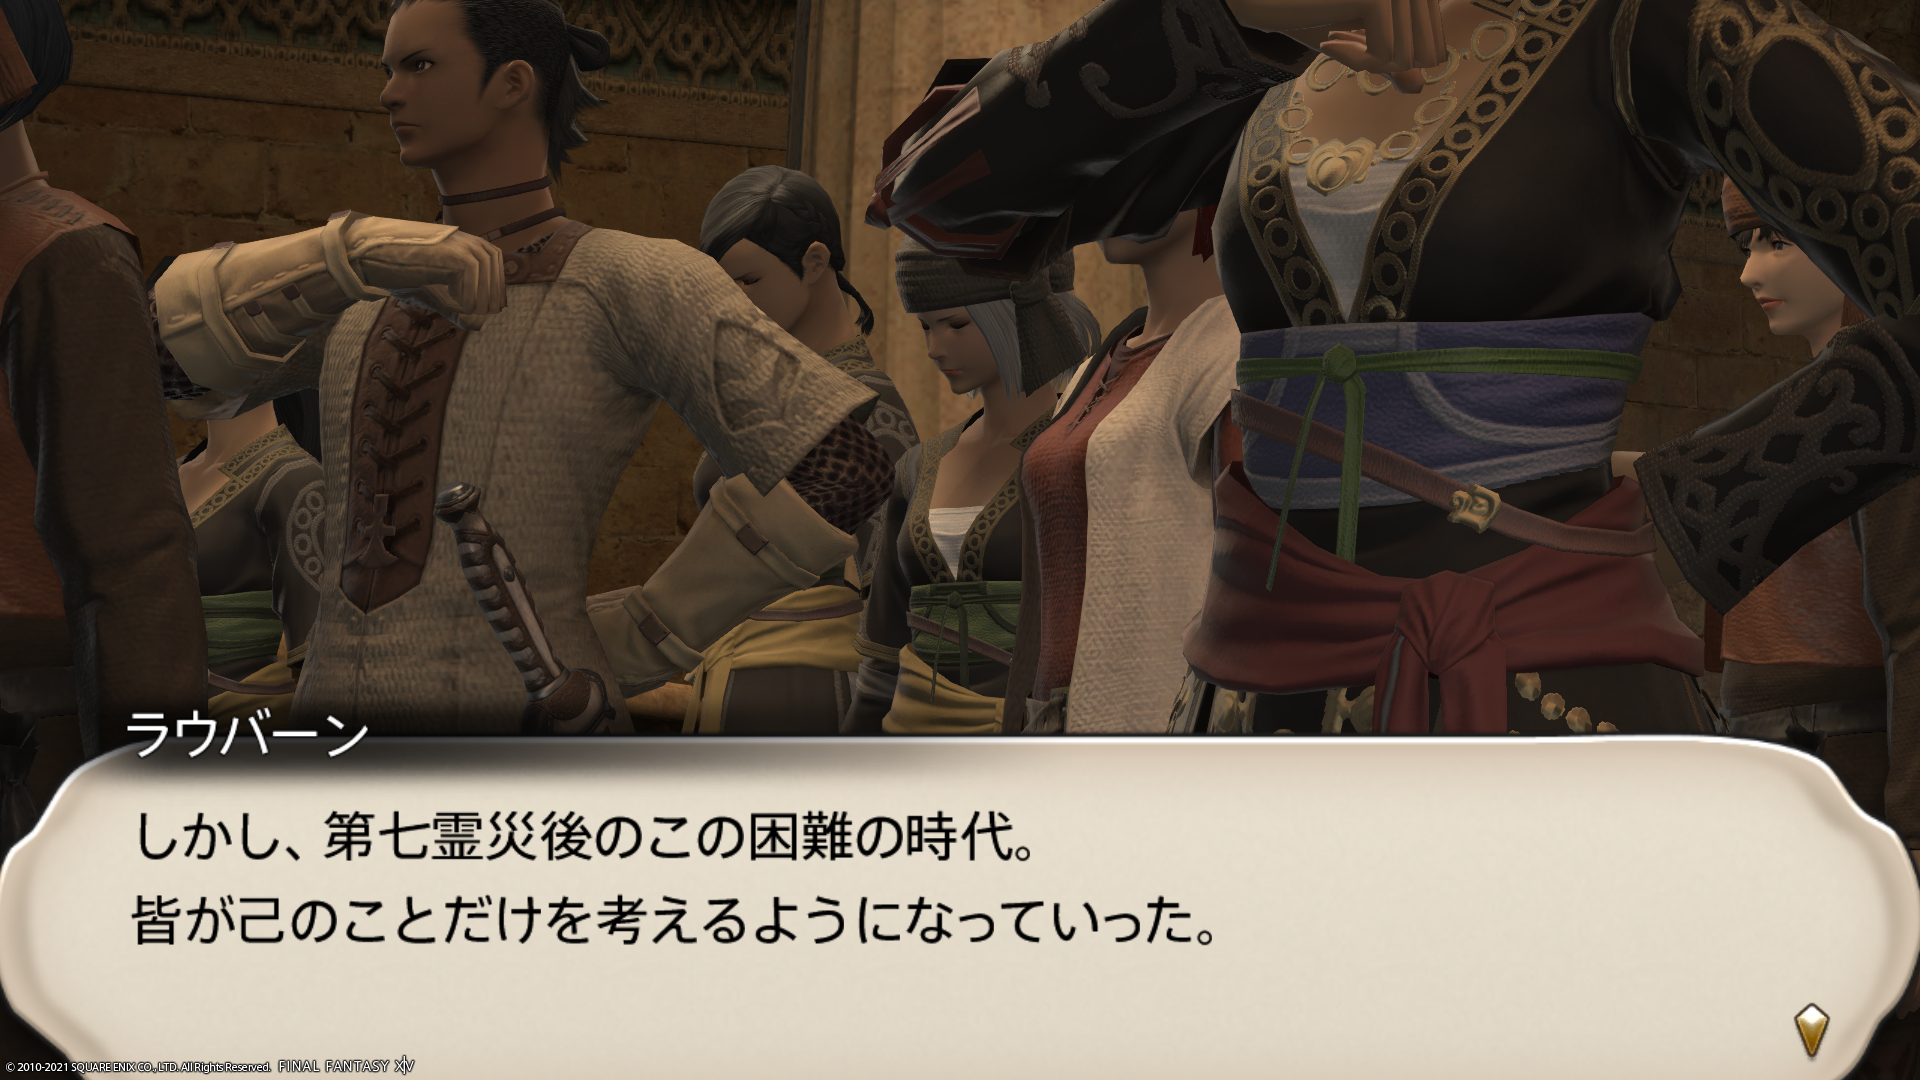 ラウバーン
しかし、第七霊災後のこの困難の時代。
皆が己のことだけを考えるようになっていった。
© 2010-2021 SQUARE ENIX CO., LTD. All Rights Reserved. FINAL FANTASY XIV